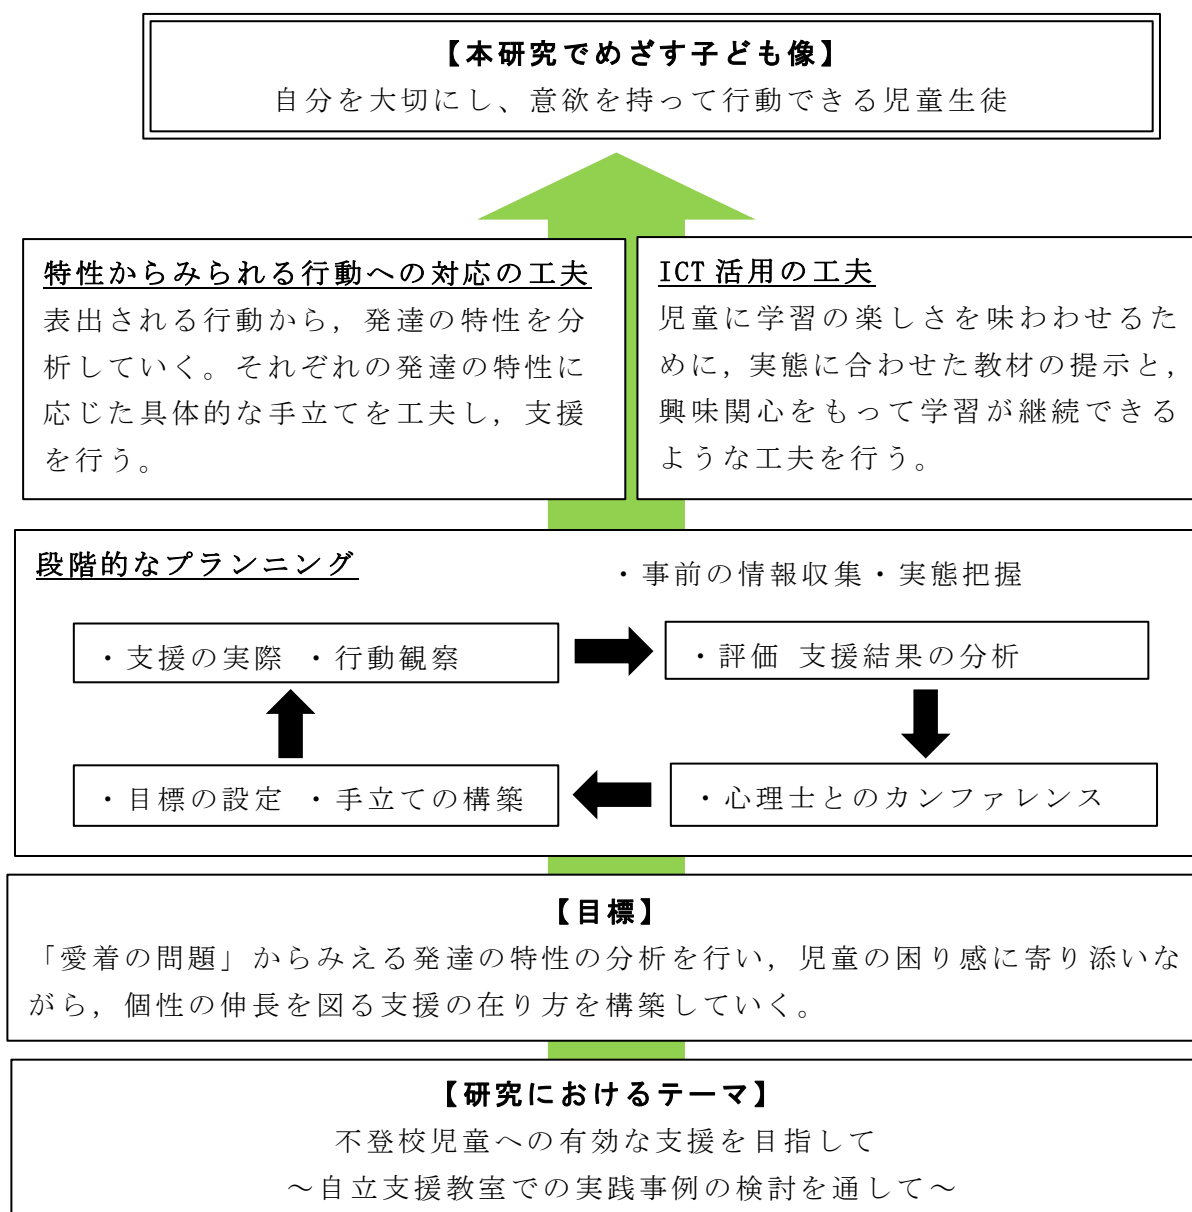 【本研究でめざす子ども像】
自分を大切にし、意欲を持って行動できる児童生徒
特性からみられる行動への対応の工夫
表出される行動から，発達の特性を分
析していく。それぞれの発達の特性に
応じた具体的な手立てを工夫し，支援
を行う。
ICT 活用の工夫
児童に学習の楽しさを味わわせるた
めに，実態に合わせた教材の提示と，
興味関心をもって学習が継続できる
ような工夫を行う。
段階的なプランニング
・事前の情報収集・実態把握
・支援の実際 ・行動観察
・評価 支援結果の分析
・目標の設定 ・手立ての構築
・心理士とのカンファレンス
【目標】
「愛着の問題」からみえる発達の特性の分析を行い，児童の困り感に寄り添いな
がら，個性の伸長を図る支援の在り方を構築していく。
【研究におけるテーマ】
不登校児童への有効な支援を目指して
～自立支援教室での実践事例の検討を通して～